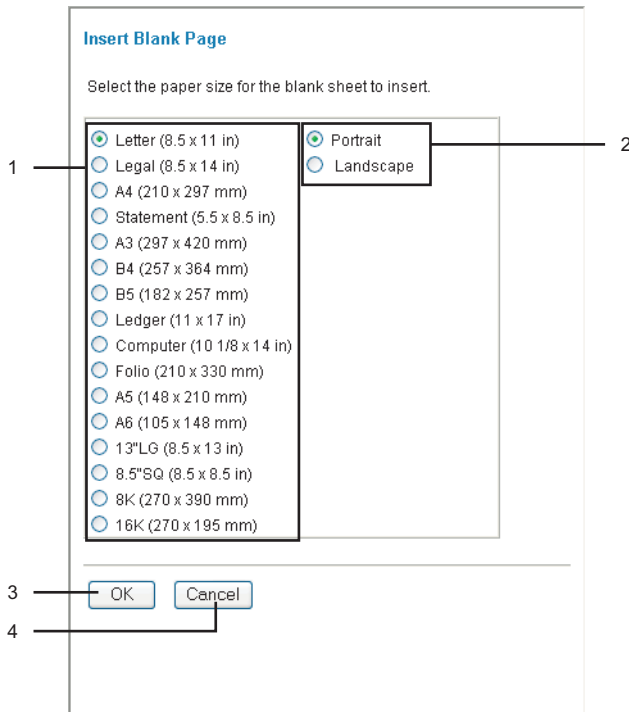 Insert Blank Page
Select the paper size for the blank sheet to insert.
1
Letter (8.5 x 11 in)
Legal (8.5 x 14 in)
A4 (210 x 297 mm)
Statement (5.5 x 8.5 in)
A3 (297 x 420 mm)
B4 (257 x 364 mm)
B5 (182 x 257 mm)
Ledger (11 x 17 in)
Computer (10 1/8 x 14 in)
Folio (210 x 330 mm)
A5 (148 x 210 mm)
A6 (105 x 148 mm)
13"LG (8.5 x 13 in)
8.5"SQ (8.5 x 8.5 in)
8K (270 x 390 mm)
16K (270 x 195 mm)
Portrait
Landscape
2
3
OK
Cancel
4